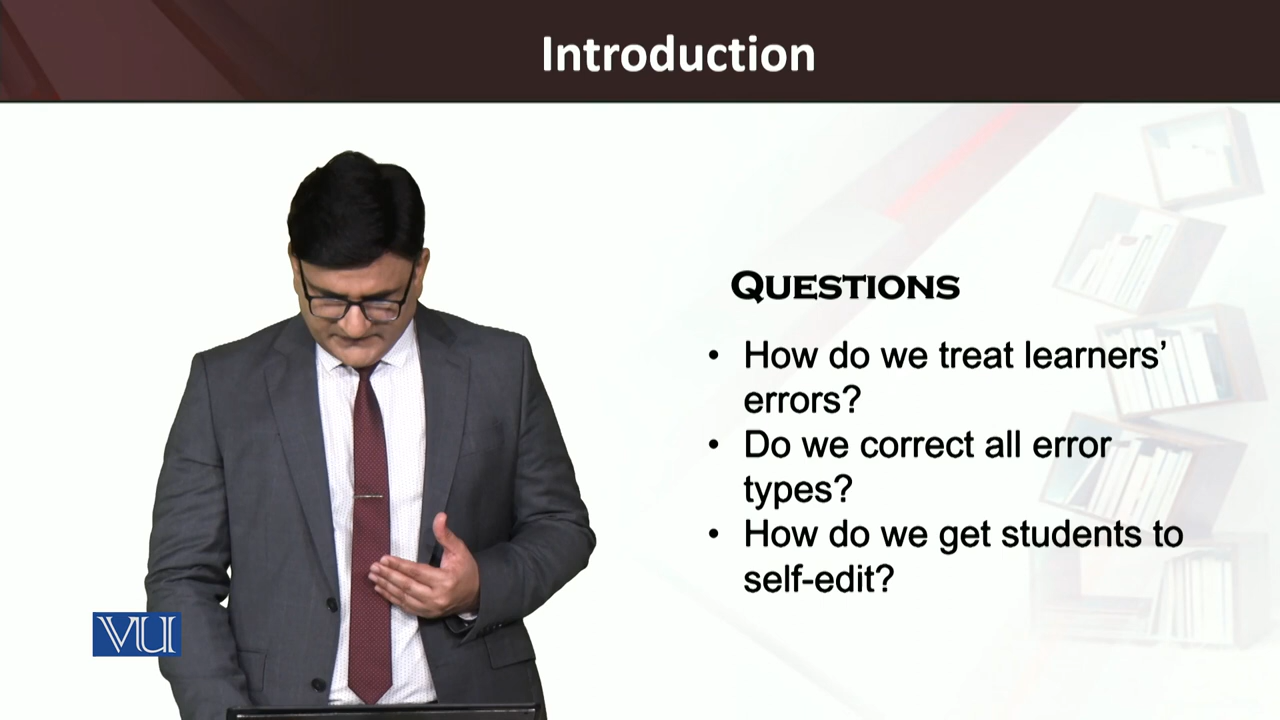 Introduction
QUESTIONS
• How do we treat learners’
errors?
• Do we correct all error
types?
• How do we get students to
self-edit?
VU